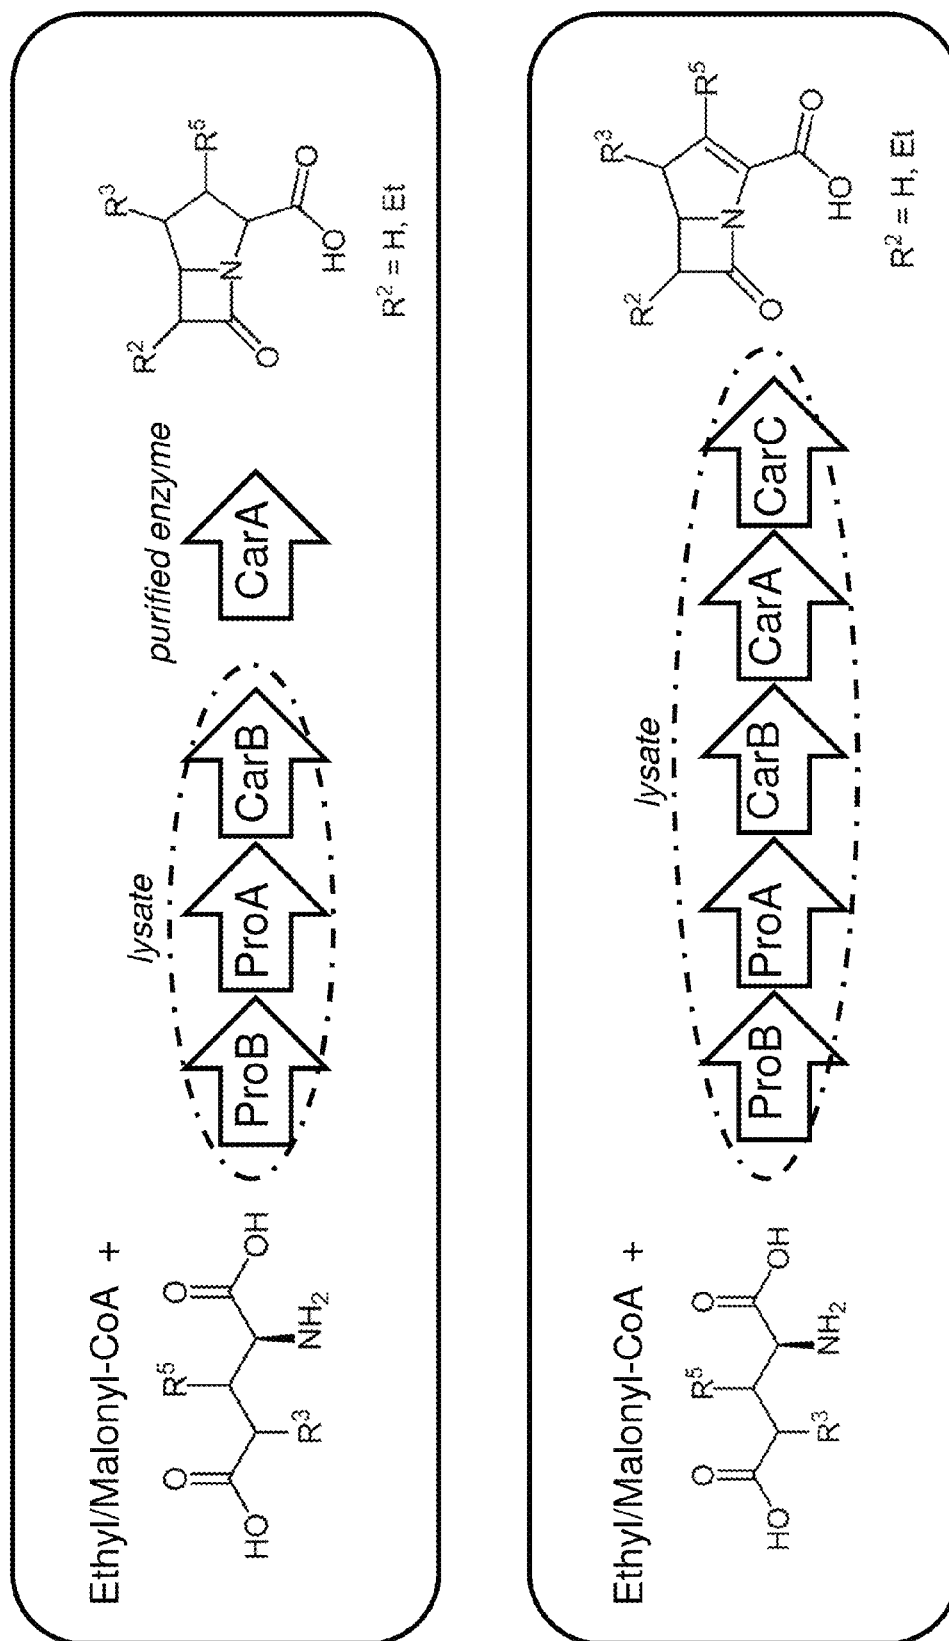 Ethyl/Malonyl-CoA +
O
HO
R³
R⁵
O
OH
NH₂
lysate
ProB
ProA
CarB
purified enzyme
CarA
R²
R³
R⁵
N
O
O
HO
R² = H, Et
Ethyl/Malonyl-CoA +
O
HO
R³
R⁵
O
OH
NH₂
lysate
ProB
ProA
CarB
CarA
CarC
R²
R³
R⁵
N
O
O
HO
R² = H, Et